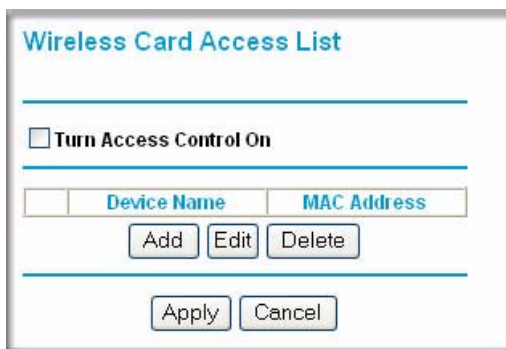 Wireless Card Access List
Turn Access Control On
Device Name MAC Address
Add Edit Delete
Apply Cancel